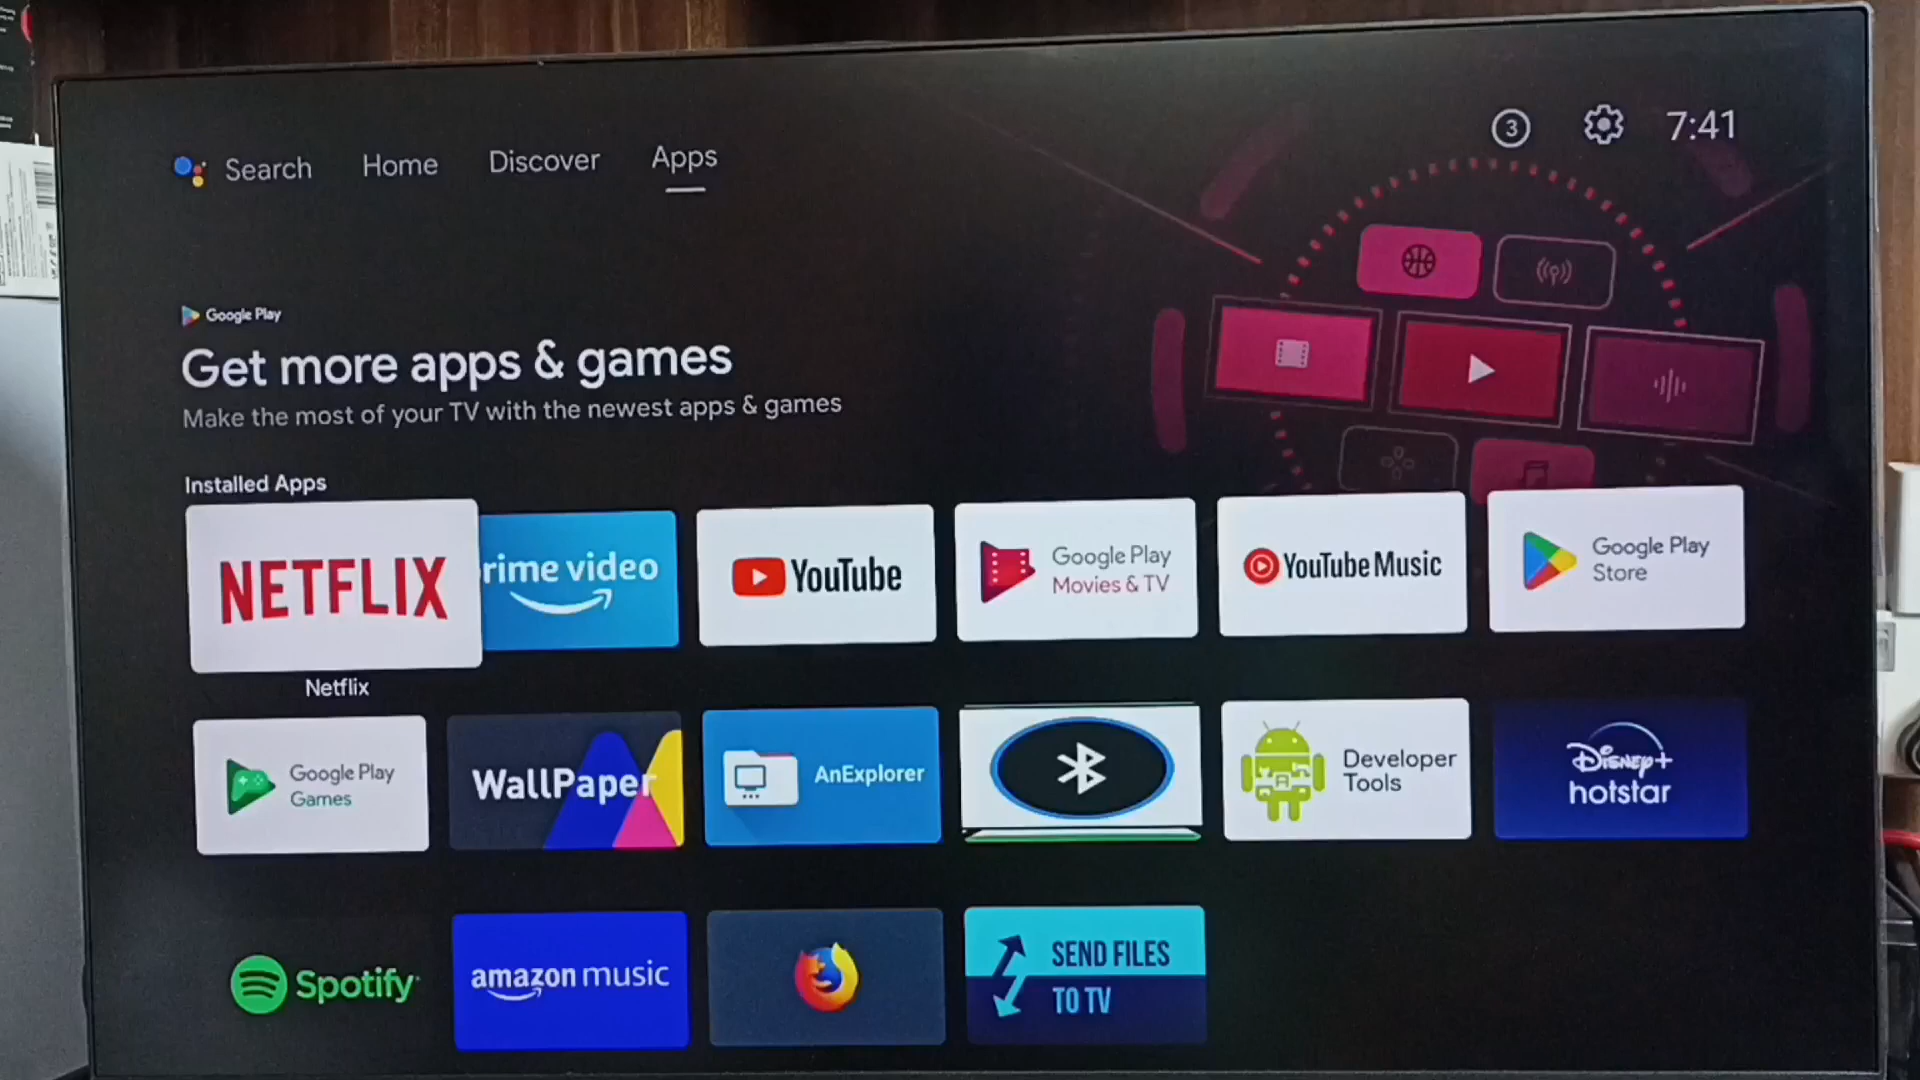 Search Home Discover Apps
3 7:41
Google Play
Get more apps & games
Make the most of your TV with the newest apps & games
Installed Apps
NETFLIX
rime video
YouTube
Google Play
Movies & TV
YouTube Music
Google Play
Store
Netflix
Google Play
Games
WallPaper
AnExplorer
Developer
Tools
Disney+
hotstar
Spotify
amazon music
SEND FILES
TO TV